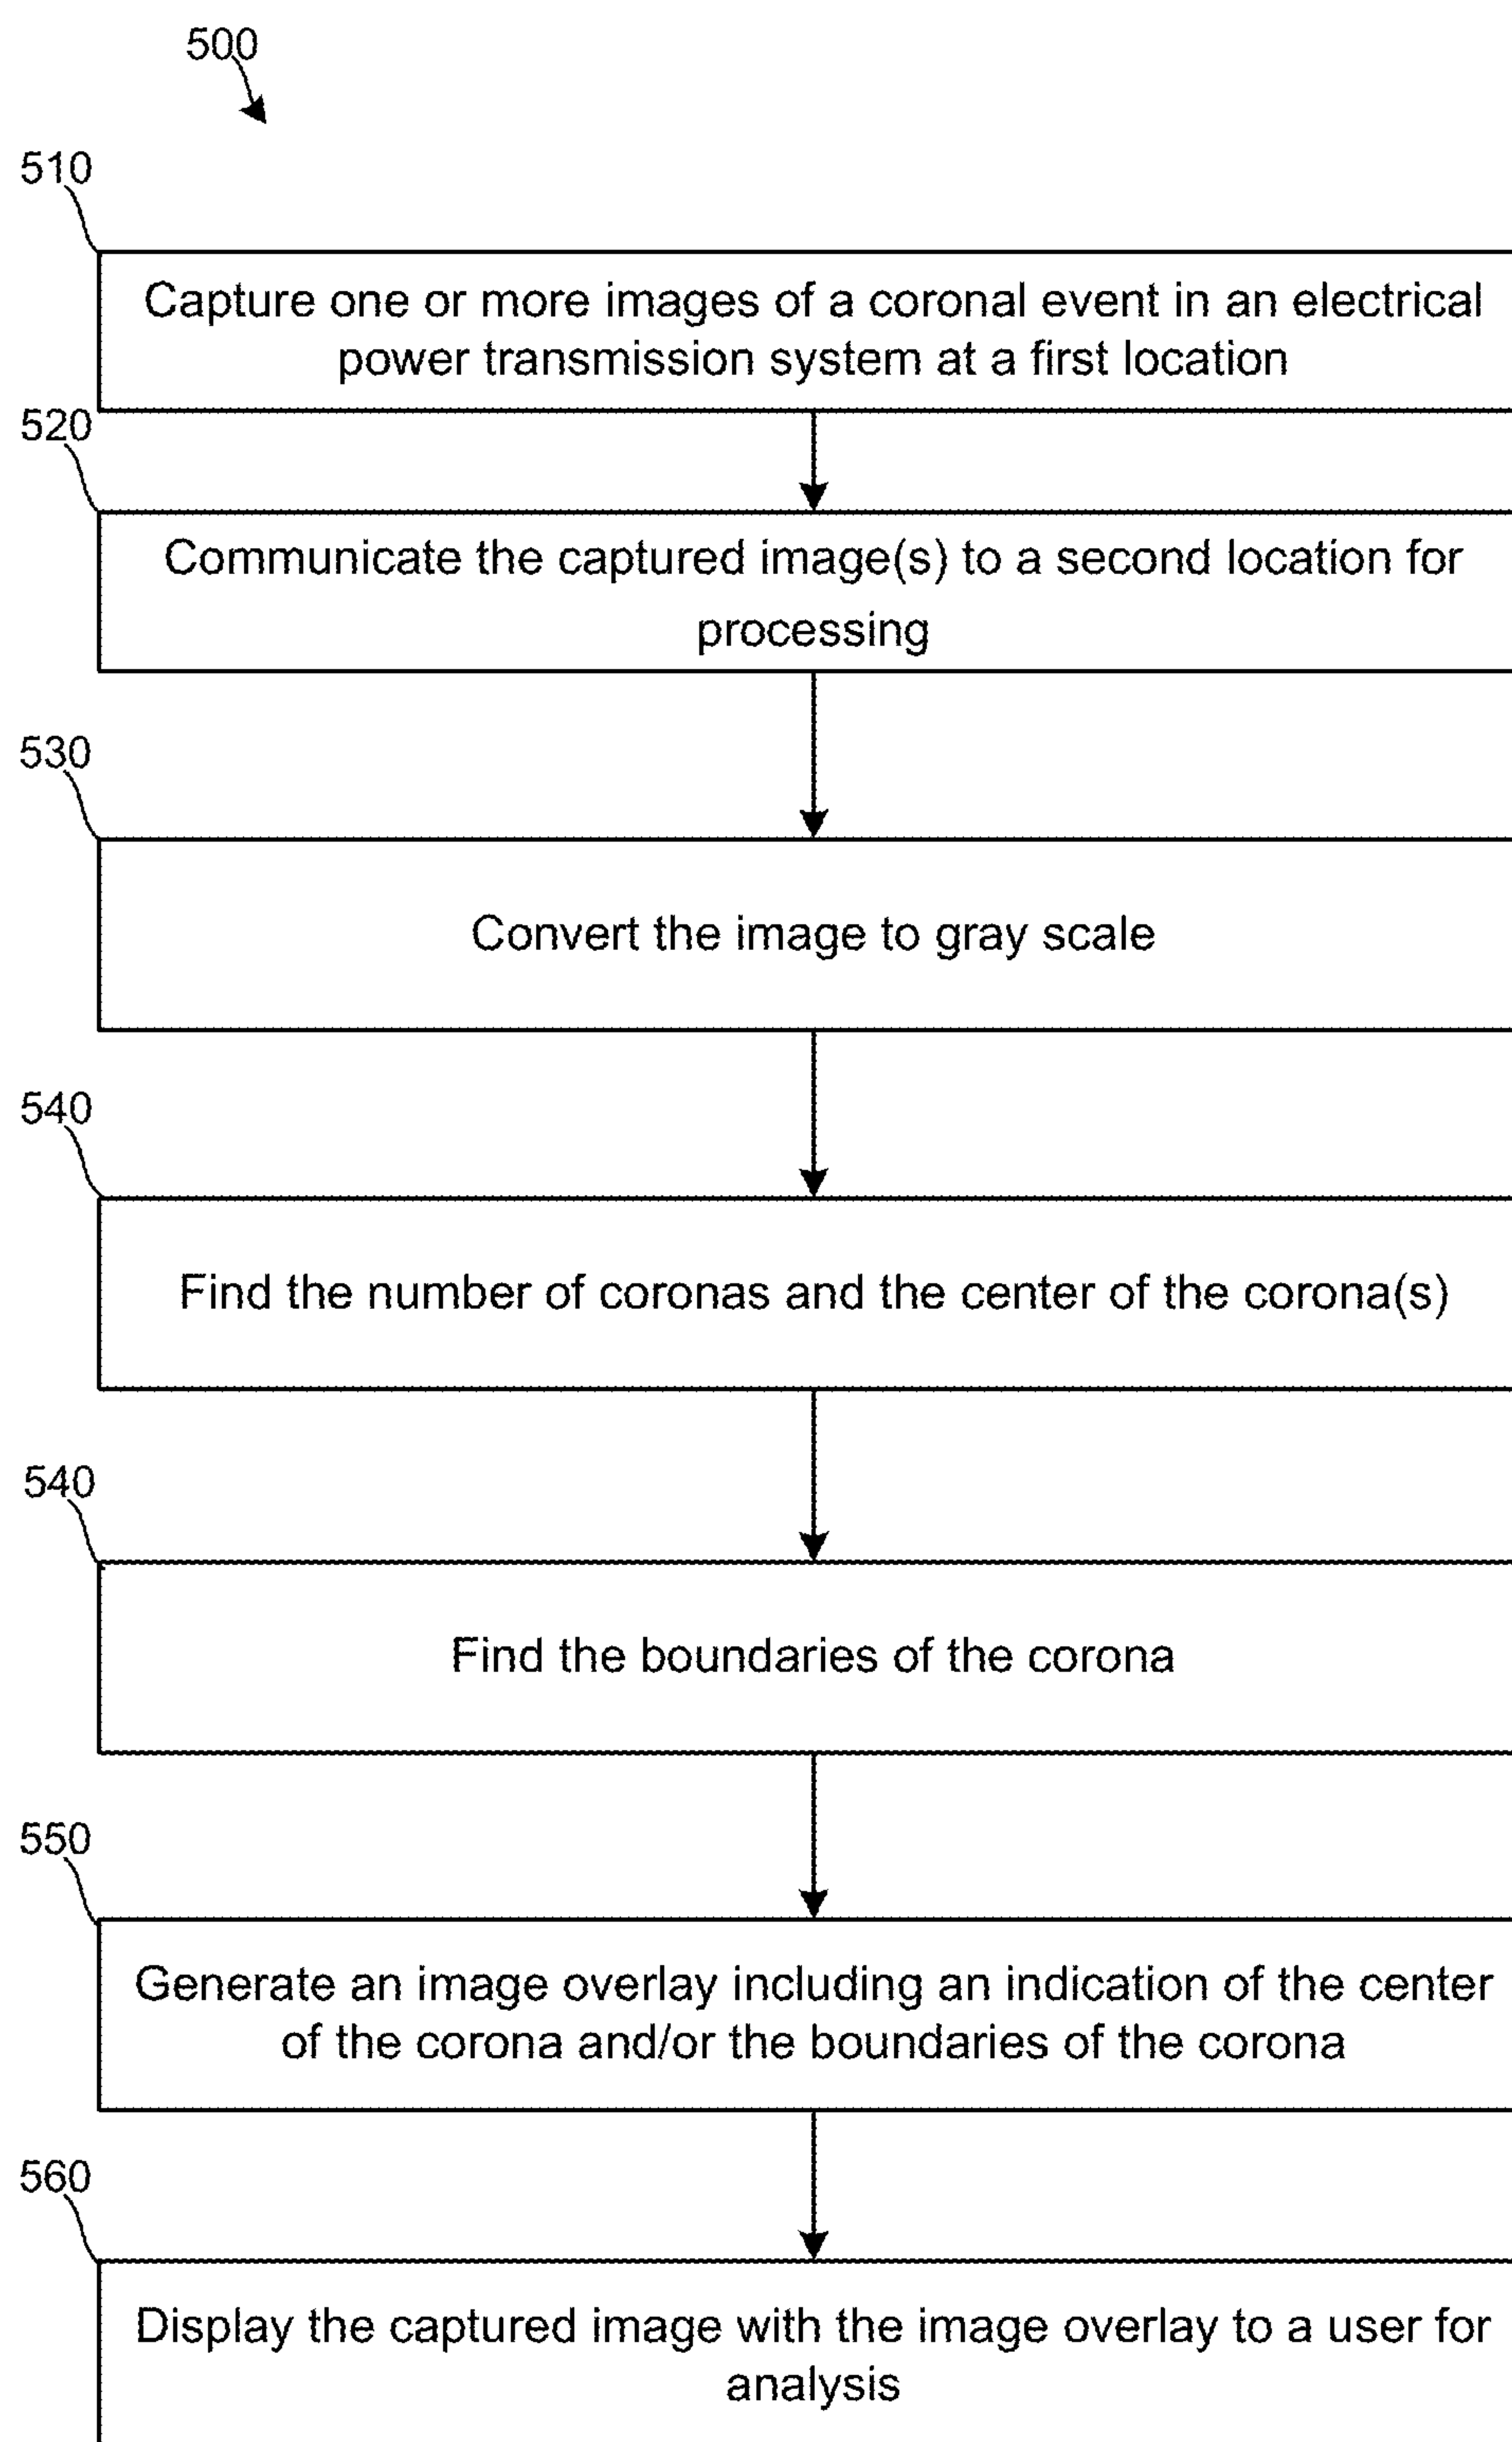 500
510
Capture one or more images of a coronal event in an electrical
power transmission system at a first location
520
Communicate the captured image(s) to a second location for
processing
530
Convert the image to gray scale
540
Find the number of coronas and the center of the corona(s)
540
Find the boundaries of the corona
550
Generate an image overlay including an indication of the center
of the corona and/or the boundaries of the corona
560
Display the captured image with the image overlay to a user for
analysis